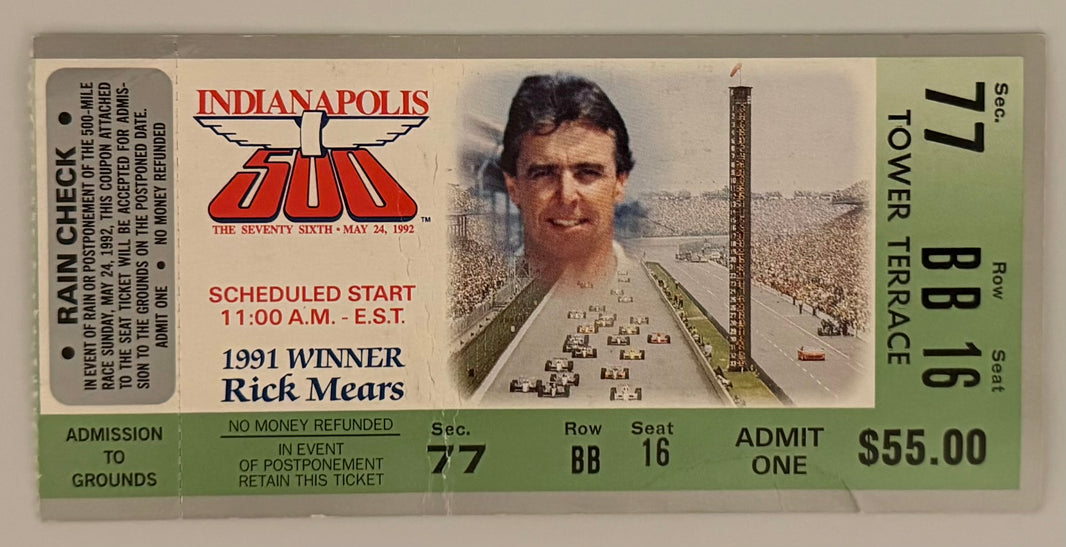 ● RAIN CHECK ●
IN EVENT OF RAIN OR POSTPONEMENT OF THE 500-MILE
RACE SUNDAY, MAY 24, 1992, THIS COUPON ATTACHED
TO THE SEAT TICKET WILL BE ACCEPTED FOR ADMIS-
SION TO THE GROUNDS ON THE POSTPONED DATE.
ADMIT ONE ● NO MONEY REFUNDED
ADMISSION
TO
GROUNDS
INDIANAPOLIS
500 TM
THE SEVENTY SIXTH • MAY 24, 1992
SCHEDULED START
11:00 A.M. - E.S.T.
1991 WINNER
Rick Mears
NO MONEY REFUNDED
IN EVENT
OF POSTPONEMENT
RETAIN THIS TICKET
Sec. Row Seat
77 BB 16
ADMIT
ONE
$55.00
Sec. Row Seat
77 BB 16
TOWER TERRACE